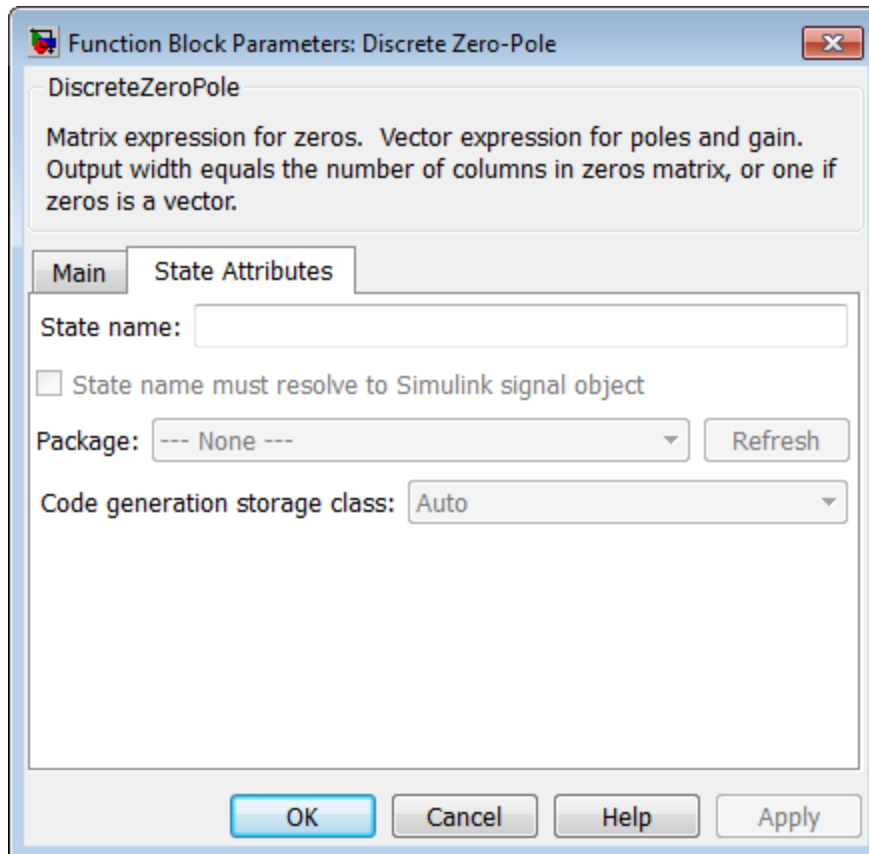 Function Block Parameters: Discrete Zero-Pole
DiscreteZeroPole
Matrix expression for zeros.  Vector expression for poles and gain.
Output width equals the number of columns in zeros matrix, or one if
zeros is a vector.
Main State Attributes
State name:
State name must resolve to Simulink signal object
Package: --- None --- Refresh
Code generation storage class: Auto
OK Cancel Help Apply